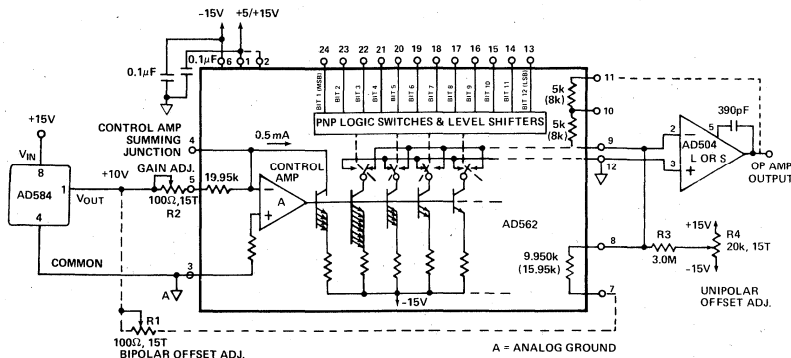 -15V
+5/+15V
0.1μF
0.1μF
6
1
2
24
23
22
21
20
19
18
17
16
15
14
13
BIT 1 (MSB)
BIT 2
BIT 3
BIT 4
BIT 5
BIT 6
BIT 7
BIT 8
BIT 9
BIT 10
BIT 11
BIT 12 (LSB)
PNP LOGIC SWITCHES & LEVEL SHIFTERS
5k
(8k)
5k
(8k)
11
10
9
12
390pF
2
3
5
AD504
L OR S
-
+
OP AMP
OUTPUT
+15V
VIN
8
AD584
1
4
VOUT
+10V
CONTROL AMP
SUMMING
JUNCTION
4
0.5 mA
GAIN ADJ.
5
100Ω, 15T
R2
19.95k
CONTROL
AMP
-
+
A
AD562
COMMON
3
A
-15V
9.950k
(15.95k)
8
7
R3
3.0M
+15V
R4
20k, 15T
-15V
UNIPOLAR
OFFSET ADJ.
R1
100Ω, 15T
BIPOLAR OFFSET ADJ.
A = ANALOG GROUND